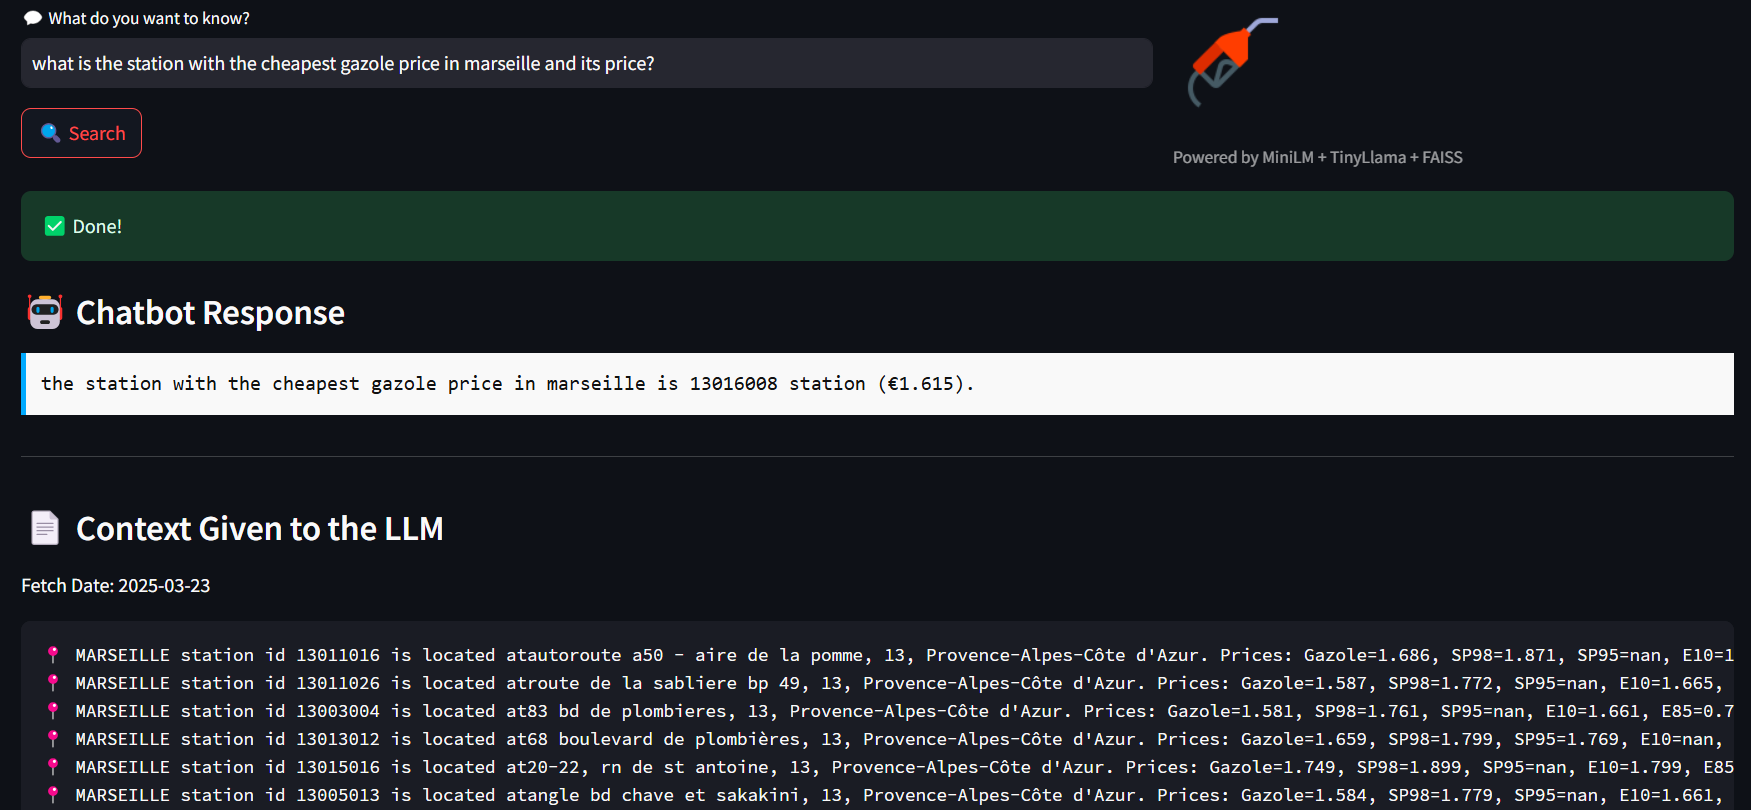 What do you want to know?
what is the station with the cheapest gazole price in marseille and its price?
Search
Powered by MiniLM + TinyLlama + FAISS
Done!
Chatbot Response
the station with the cheapest gazole price in marseille is 13016008 station (€1.615).
Context Given to the LLM
Fetch Date: 2025-03-23
MARSEILLE station id 13011016 is located atautoroute a50 - aire de la pomme, 13, Provence-Alpes-Côte d'Azur. Prices: Gazole=1.686, SP98=1.871, SP95=nan, E10=1
MARSEILLE station id 13011026 is located atroute de la sabliere bp 49, 13, Provence-Alpes-Côte d'Azur. Prices: Gazole=1.587, SP98=1.772, SP95=nan, E10=1.665,
MARSEILLE station id 13003004 is located at83 bd de plombieres, 13, Provence-Alpes-Côte d'Azur. Prices: Gazole=1.581, SP98=1.761, SP95=nan, E10=1.661, E85=0.7
MARSEILLE station id 13013012 is located at68 boulevard de plombières, 13, Provence-Alpes-Côte d'Azur. Prices: Gazole=1.659, SP98=1.799, SP95=1.769, E10=nan,
MARSEILLE station id 13015016 is located at20-22, rn de st antoine, 13, Provence-Alpes-Côte d'Azur. Prices: Gazole=1.749, SP98=1.899, SP95=nan, E10=1.799, E85
MARSEILLE station id 13005013 is located atangle bd chave et sakakini, 13, Provence-Alpes-Côte d'Azur. Prices: Gazole=1.584, SP98=1.779, SP95=nan, E10=1.661,